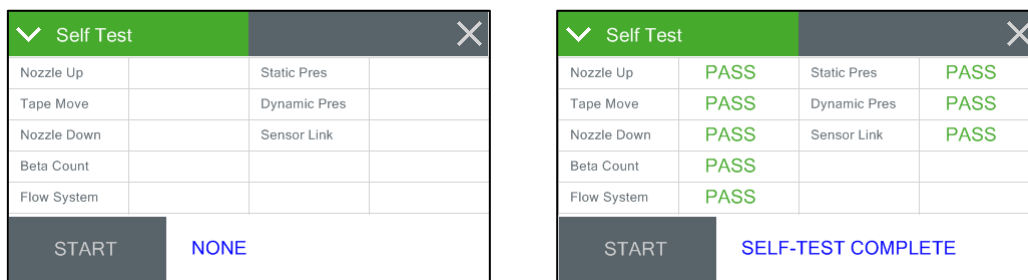 Self Test
Nozzle Up Static Pres
Tape Move Dynamic Pres
Nozzle Down Sensor Link
Beta Count
Flow System
START NONE
Self Test
Nozzle Up PASS Static Pres PASS
Tape Move PASS Dynamic Pres PASS
Nozzle Down PASS Sensor Link PASS
Beta Count PASS
Flow System PASS
START SELF-TEST COMPLETE